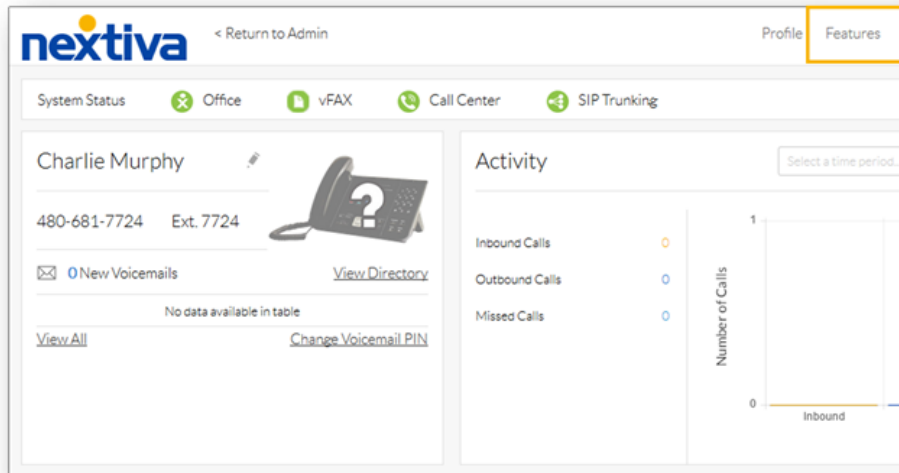 nextiva
< Return to Admin
Profile
Features
System Status
Office
vFAX
Call Center
SIP Trunking
Charlie Murphy
?
480-681-7724 Ext. 7724
0 New Voicemails
View Directory
No data available in table
View All
Change Voicemail PIN
Activity
Select a time period...
Inbound Calls 0
Outbound Calls 0
Missed Calls 0
Number of Calls
1
0
Inbound